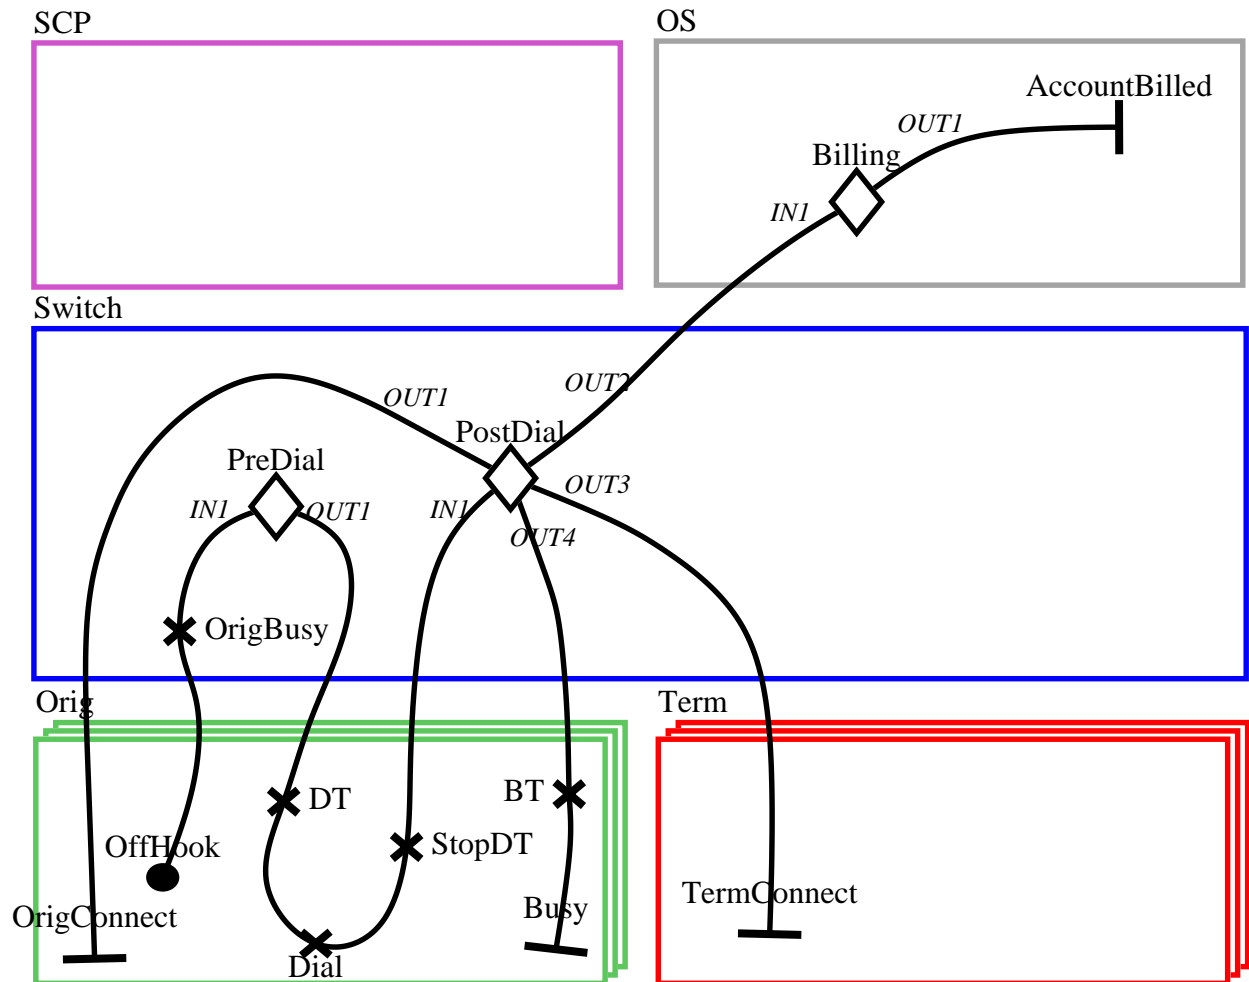 SCP
OS
AccountBilled
OUT1
Billing
IN1
Switch
OUT2
OUT1
PostDial
PreDial
OUT3
IN1
OUT1
IN1
OUT4
OrigBusy
Orig
Term
DT
BT
OffHook
StopDT
TermConnect
Busy
OrigConnect
Dial